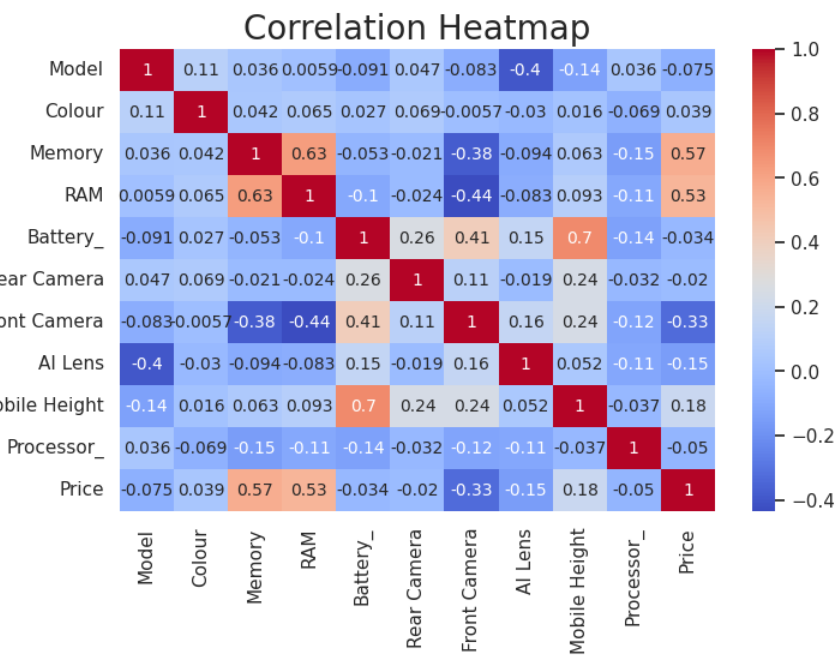 Correlation Heatmap
Model 1 0.11 0.036 0.0059 -0.091 0.047 -0.083 -0.4 -0.14 0.036 -0.075
Colour 0.11 1 0.042 0.065 0.027 0.069 -0.0057 -0.03 0.016 -0.069 0.039
Memory 0.036 0.042 1 0.63 -0.053 -0.021 -0.38 -0.094 0.063 -0.15 0.57
RAM 0.0059 0.065 0.63 1 -0.1 -0.024 -0.44 -0.083 0.093 -0.11 0.53
Battery_ -0.091 0.027 -0.053 -0.1 1 0.26 0.41 0.15 0.7 -0.14 -0.034
ear Camera 0.047 0.069 -0.021 -0.024 0.26 1 0.11 -0.019 0.24 -0.032 -0.02
ont Camera -0.083 -0.0057 -0.38 -0.44 0.41 0.11 1 0.16 0.24 -0.12 -0.33
AI Lens -0.4 -0.03 -0.094 -0.083 0.15 -0.019 0.16 1 0.052 -0.11 -0.15
obile Height -0.14 0.016 0.063 0.093 0.7 0.24 0.24 0.052 1 -0.037 0.18
Processor_ 0.036 -0.069 -0.15 -0.11 -0.14 -0.032 -0.12 -0.11 -0.037 1 -0.05
Price -0.075 0.039 0.57 0.53 -0.034 -0.02 -0.33 -0.15 0.18 -0.05 1
Model
Colour
Memory
RAM
Battery_
Rear Camera
Front Camera
AI Lens
Mobile Height
Processor_
Price
1.0
0.8
0.6
0.4
0.2
0.0
−0.2
−0.4